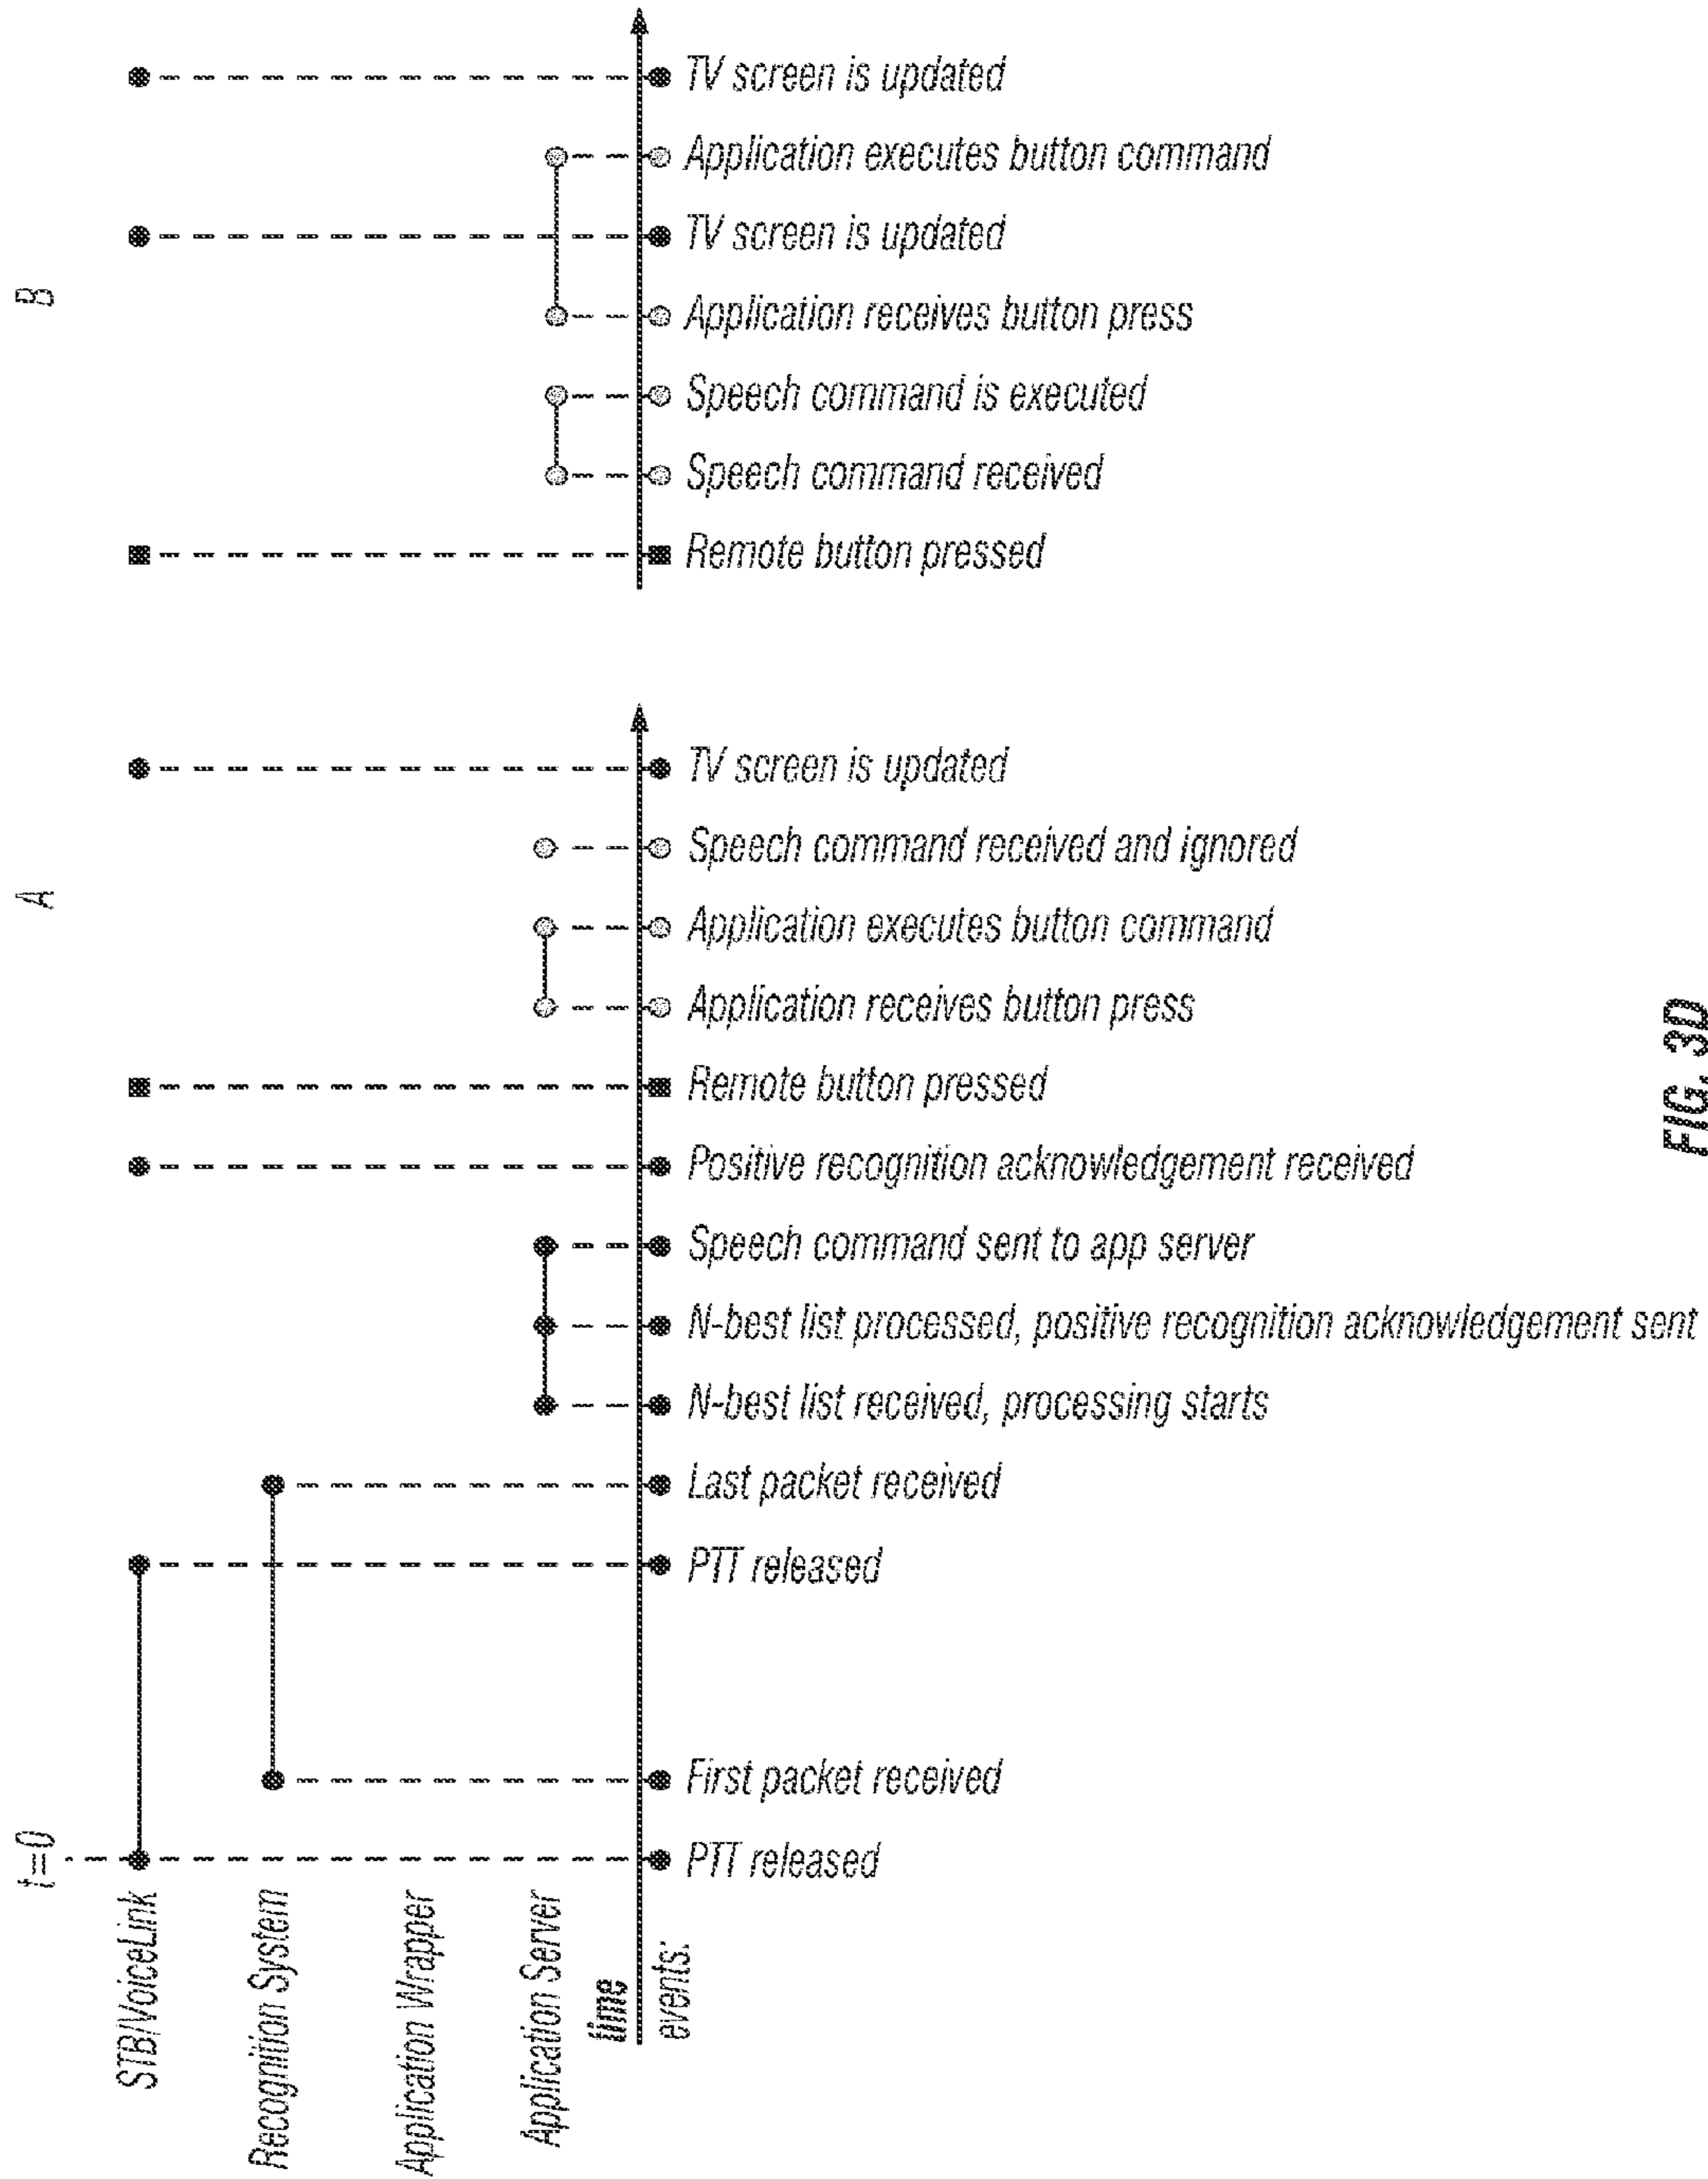 t=0
A
B
STB/VoiceLink
Recognition System
Application Wrapper
Application Server
time
events:
PTT released
First packet received
PTT released
Last packet received
N-best list received, processing starts
N-best list processed, positive recognition acknowledgement sent
Speech command sent to app server
Positive recognition acknowledgement received
Remote button pressed
Application receives button press
Application executes button command
Speech command received and ignored
TV screen is updated
Remote button pressed
Speech command received
Speech command is executed
Application receives button press
TV screen is updated
Application executes button command
TV screen is updated
FIG. 3D